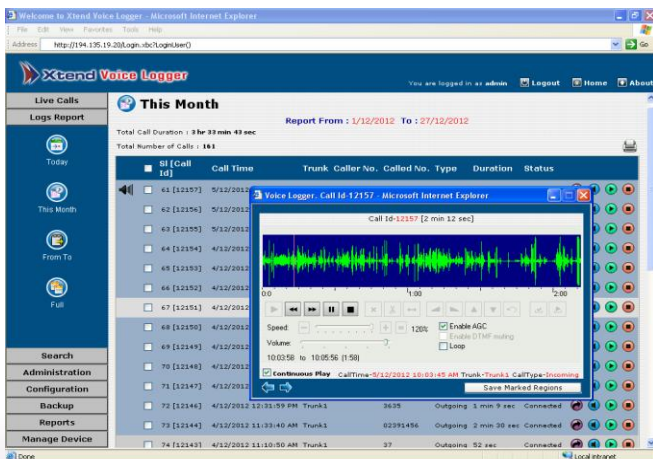 Welcome to Xtend Voice Logger - Microsoft Internet Explorer
File Edit View Favorites Tools Help
Address http://194.135.19.20/Login.xbc?LoginUser() Go
Xtend Voice Logger
You are logged in as admin Logout Home About
Live Calls
Logs Report
Today
This Month
From To
Full
Search
Administration
Configuration
Backup
Reports
Manage Device
This Month
Report From : 1/12/2012 To : 27/12/2012
Total Call Duration : 3 hr 33 min 43 sec
Total Number of Calls : 161
Sl [Call Id] Call Time Trunk Caller No. Called No. Type Duration Status
61 [12157] 5/12/2012
62 [12156] 5/12/2012
63 [12155] 4/12/2012
64 [12154] 4/12/2012
65 [12153] 4/12/2012
66 [12152] 4/12/2012
67 [12151] 4/12/2012
68 [12150] 4/12/2012
69 [12149] 4/12/2012
70 [12148] 4/12/2012
71 [12147] 4/12/2012
72 [12146] 4/12/2012 12:31:59 PM Trunk1 3635 Outgoing 1 min 9 sec Connected
73 [12144] 4/12/2012 11:33:40 AM Trunk1 02391456 Outgoing 2 min 30 sec Connected
74 [12143] 4/12/2012 11:10:50 AM Trunk1 37 Outgoing 52 sec Connected
Voice Logger. Call Id-12157 - Microsoft Internet Explorer
Call Id-12157 [2 min 12 sec]
0:0 1:00 2:00
Speed: 120% Enable AGC
Enable DTMF muting
Volume: Loop
10:03:58 to 10:05:56 (1:58)
Continuous Play CallTime-5/12/2012 10:03:45 AM Trunk-Trunk1 CallType-Incoming
Save Marked Regions
Done Local intranet